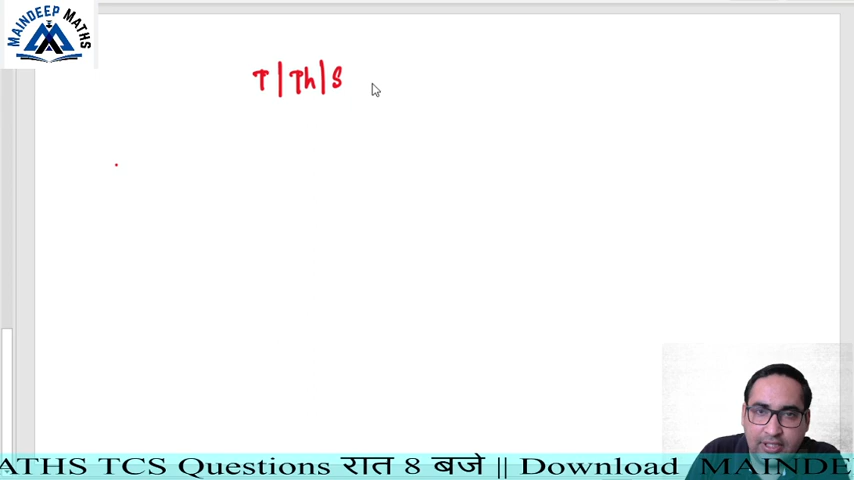 MAINDEEP MATHS
T | Th | S
ATHS TCS Questions रात 8 बजे || Download MAINDE